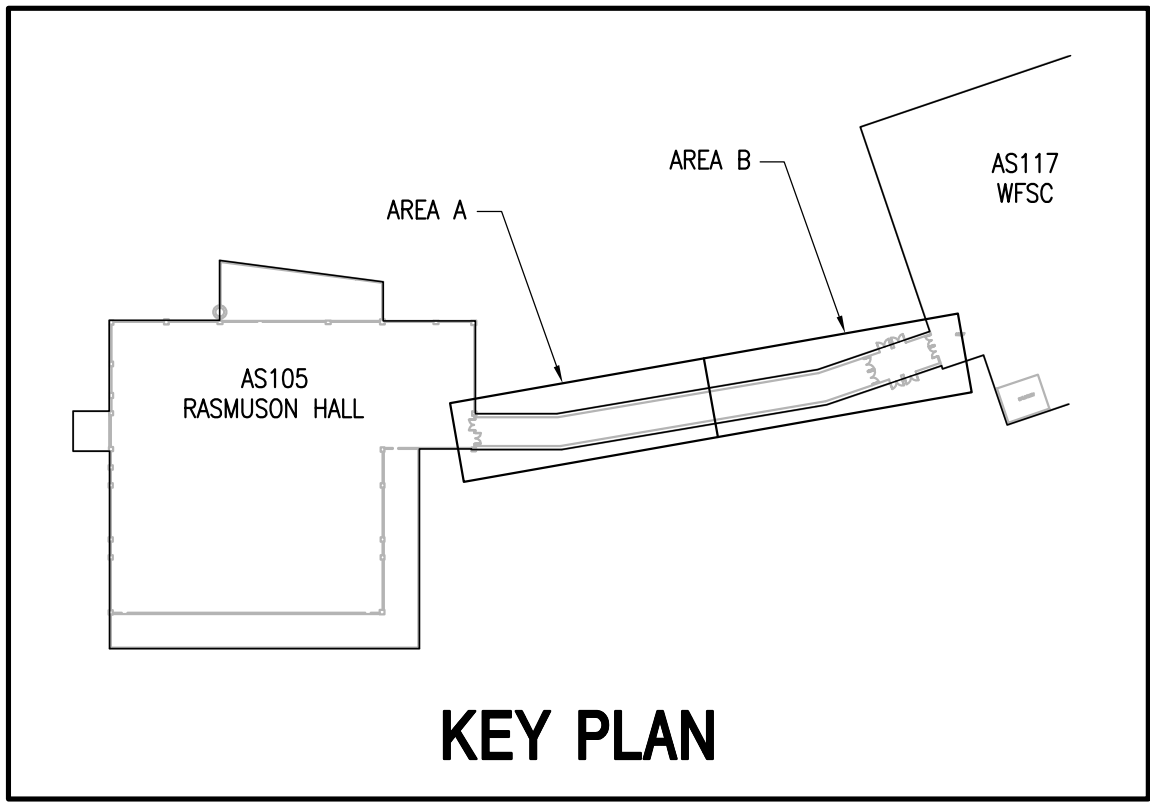 AREA B
AS117
WFSC
AREA A
AS105
RASMUSON HALL
KEY PLAN